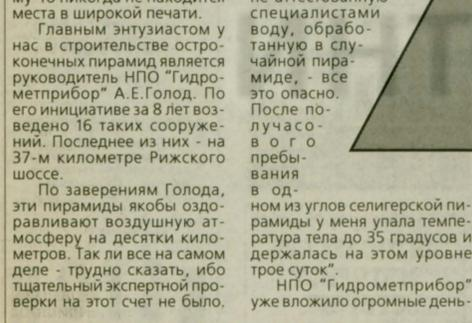 му-то никогда не находится
места в широкой печати.
Главным энтузиастом у
нас в строительстве остро-
конечных пирамид является
руководитель НПО "Гидро-
метприбор" А.Е.Голод. По
его инициативе за 8 лет воз-
ведено 16 таких сооруже-
ний. Последнее из них - на
37-м километре Рижского
шоссе.
По заверениям Голода,
эти пирамиды якобы оздо-
равливают воздушную ат-
мосферу на десятки кило-
метров. Так ли все на самом
деле - трудно сказать, ибо
тщательный экспертной про-
верки на этот счет не было.
не аттестованную
специалистами
воду, обрабо-
танную в слу-
чайной пира-
миде, - все
это опасно.
После по-
лучасо-
вого
пребы-
вания
в од-
ном из углов селигерской пи-
рамиды у меня упала темпе-
ратура тела до 35 градусов и
держалась на этом уровне
трое суток".
НПО "Гидрометприбор"
уже вложило огромные день-